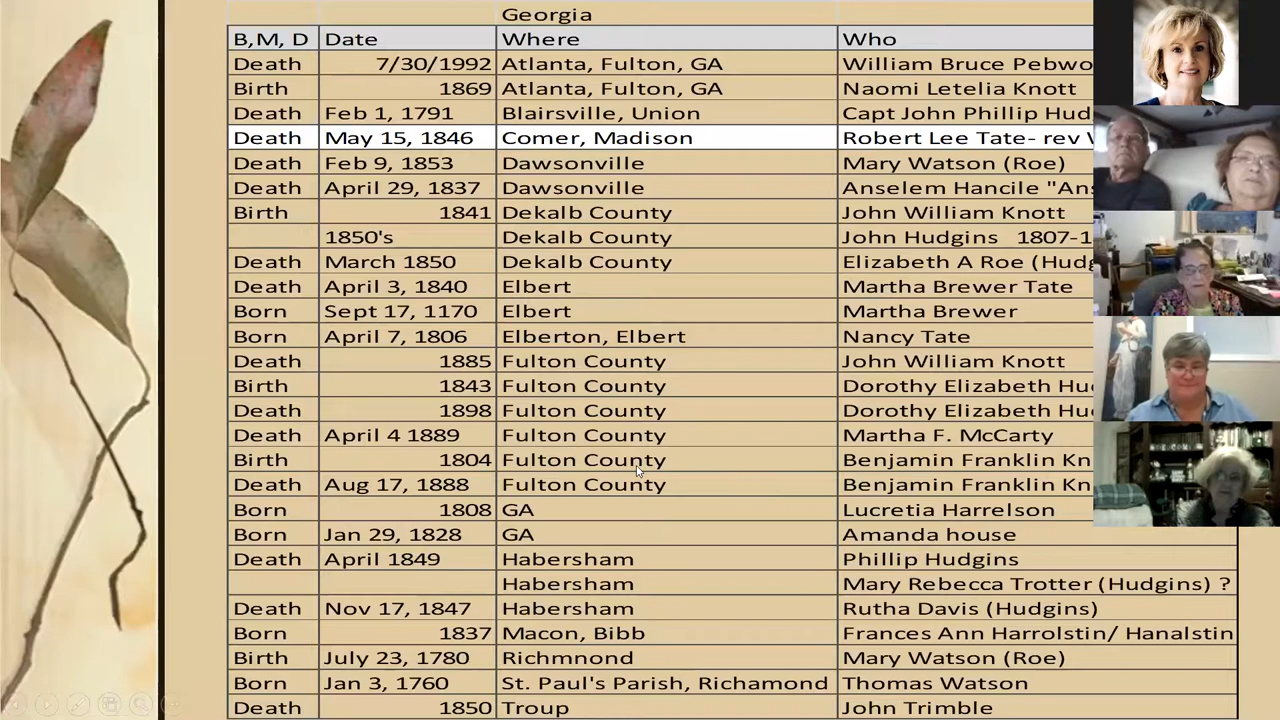 Georgia
B,M, D Date Where Who
Death 7/30/1992 Atlanta, Fulton, GA William Bruce Pebwo
Birth 1869 Atlanta, Fulton, GA Naomi Letelia Knott
Death Feb 1, 1791 Blairsville, Union Capt John Phillip Hud
Death May 15, 1846 Comer, Madison Robert Lee Tate- rev
Death Feb 9, 1853 Dawsonville Mary Watson (Roe)
Death April 29, 1837 Dawsonville Anselem Hancile "Ans
Birth 1841 Dekalb County John William Knott
1850's Dekalb County John Hudgins 1807-1
Death March 1850 Dekalb County Elizabeth A Roe (Hudg
Death April 3, 1840 Elbert Martha Brewer Tate
Born Sept 17, 1170 Elbert Martha Brewer
Born April 7, 1806 Elberton, Elbert Nancy Tate
Death 1885 Fulton County John William Knott
Birth 1843 Fulton County Dorothy Elizabeth Hu
Death 1898 Fulton County Dorothy Elizabeth Hu
Death April 4 1889 Fulton County Martha F. McCarty
Birth 1804 Fulton County Benjamin Franklin Kn
Death Aug 17, 1888 Fulton County Benjamin Franklin Kn
Born 1808 GA Lucretia Harrelson
Born Jan 29, 1828 GA Amanda house
Death April 1849 Habersham Phillip Hudgins
Habersham Mary Rebecca Trotter (Hudgins) ?
Death Nov 17, 1847 Habersham Rutha Davis (Hudgins)
Born 1837 Macon, Bibb Frances Ann Harrolstin/ Hanalstin
Birth July 23, 1780 Richmnond Mary Watson (Roe)
Born Jan 3, 1760 St. Paul's Parish, Richamond Thomas Watson
Death 1850 Troup John Trimble